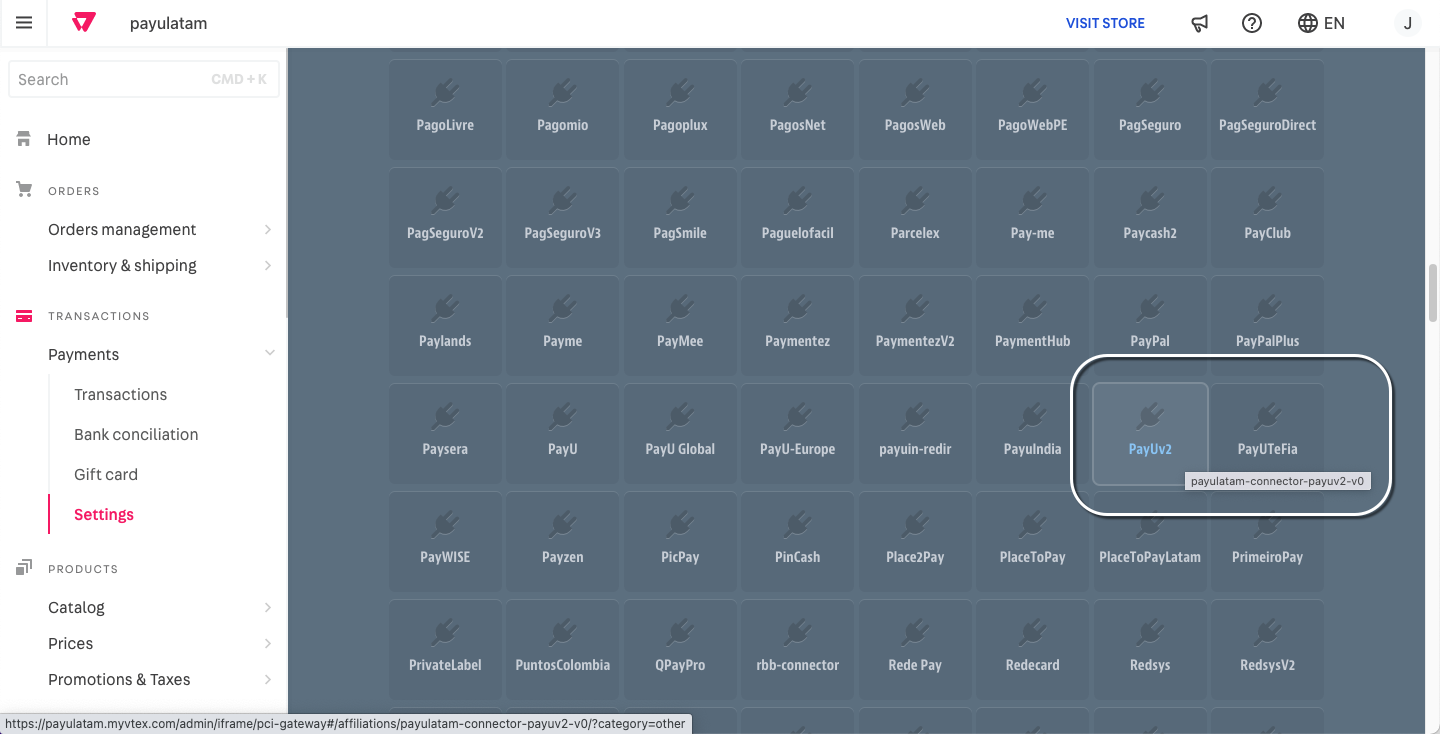 payulatam
VISIT STORE
EN
J
Search
CMD + K
Home
ORDERS
Orders management
Inventory & shipping
TRANSACTIONS
Payments
Transactions
Bank conciliation
Gift card
Settings
PRODUCTS
Catalog
Prices
Promotions & Taxes
PagoLivre Pagomio Pagoplux PagosNet PagosWeb PagoWebPE PagSeguro PagSeguroDirect
PagSeguroV2 PagSeguroV3 PagSmile Paguelofacil Parcelex Pay-me Paycash2 PayClub
Paylands Payme PayMee Paymentez PaymentezV2 PaymentHub PayPal PayPalPlus
Paysera PayU PayU Global PayU-Europe payuin-redir PayuIndia PayUv2 PayUTeFia
payulatam-connector-payuv2-v0
PayWISE Payzen PicPay PinCash Place2Pay PlaceToPay PlaceToPayLatam PrimeiroPay
PrivateLabel PuntosColombia QPayPro rbb-connector Rede Pay Redecard Redsys RedsysV2
https://payulatam.myvtex.com/admin/iframe/pci-gateway#/affiliations/payulatam-connector-payuv2-v0/?category=other